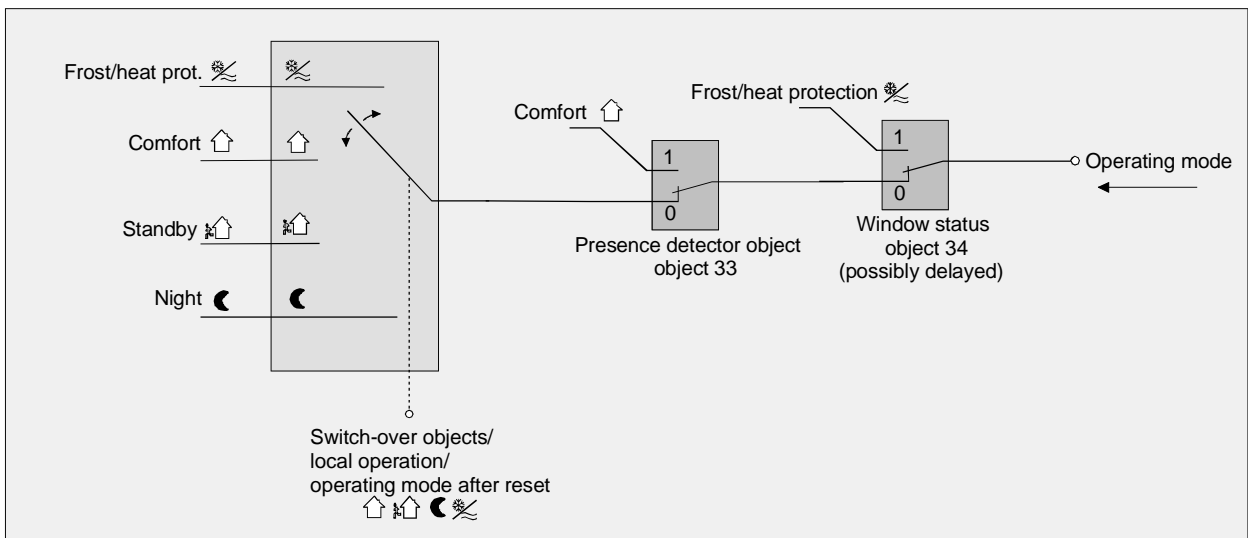 Frost/heat prot.
Comfort
Standby
Night
Switch-over objects/
local operation/
operating mode after reset
Comfort
1
0
Presence detector object
object 33
Frost/heat protection
1
0
Window status
object 34
(possibly delayed)
Operating mode